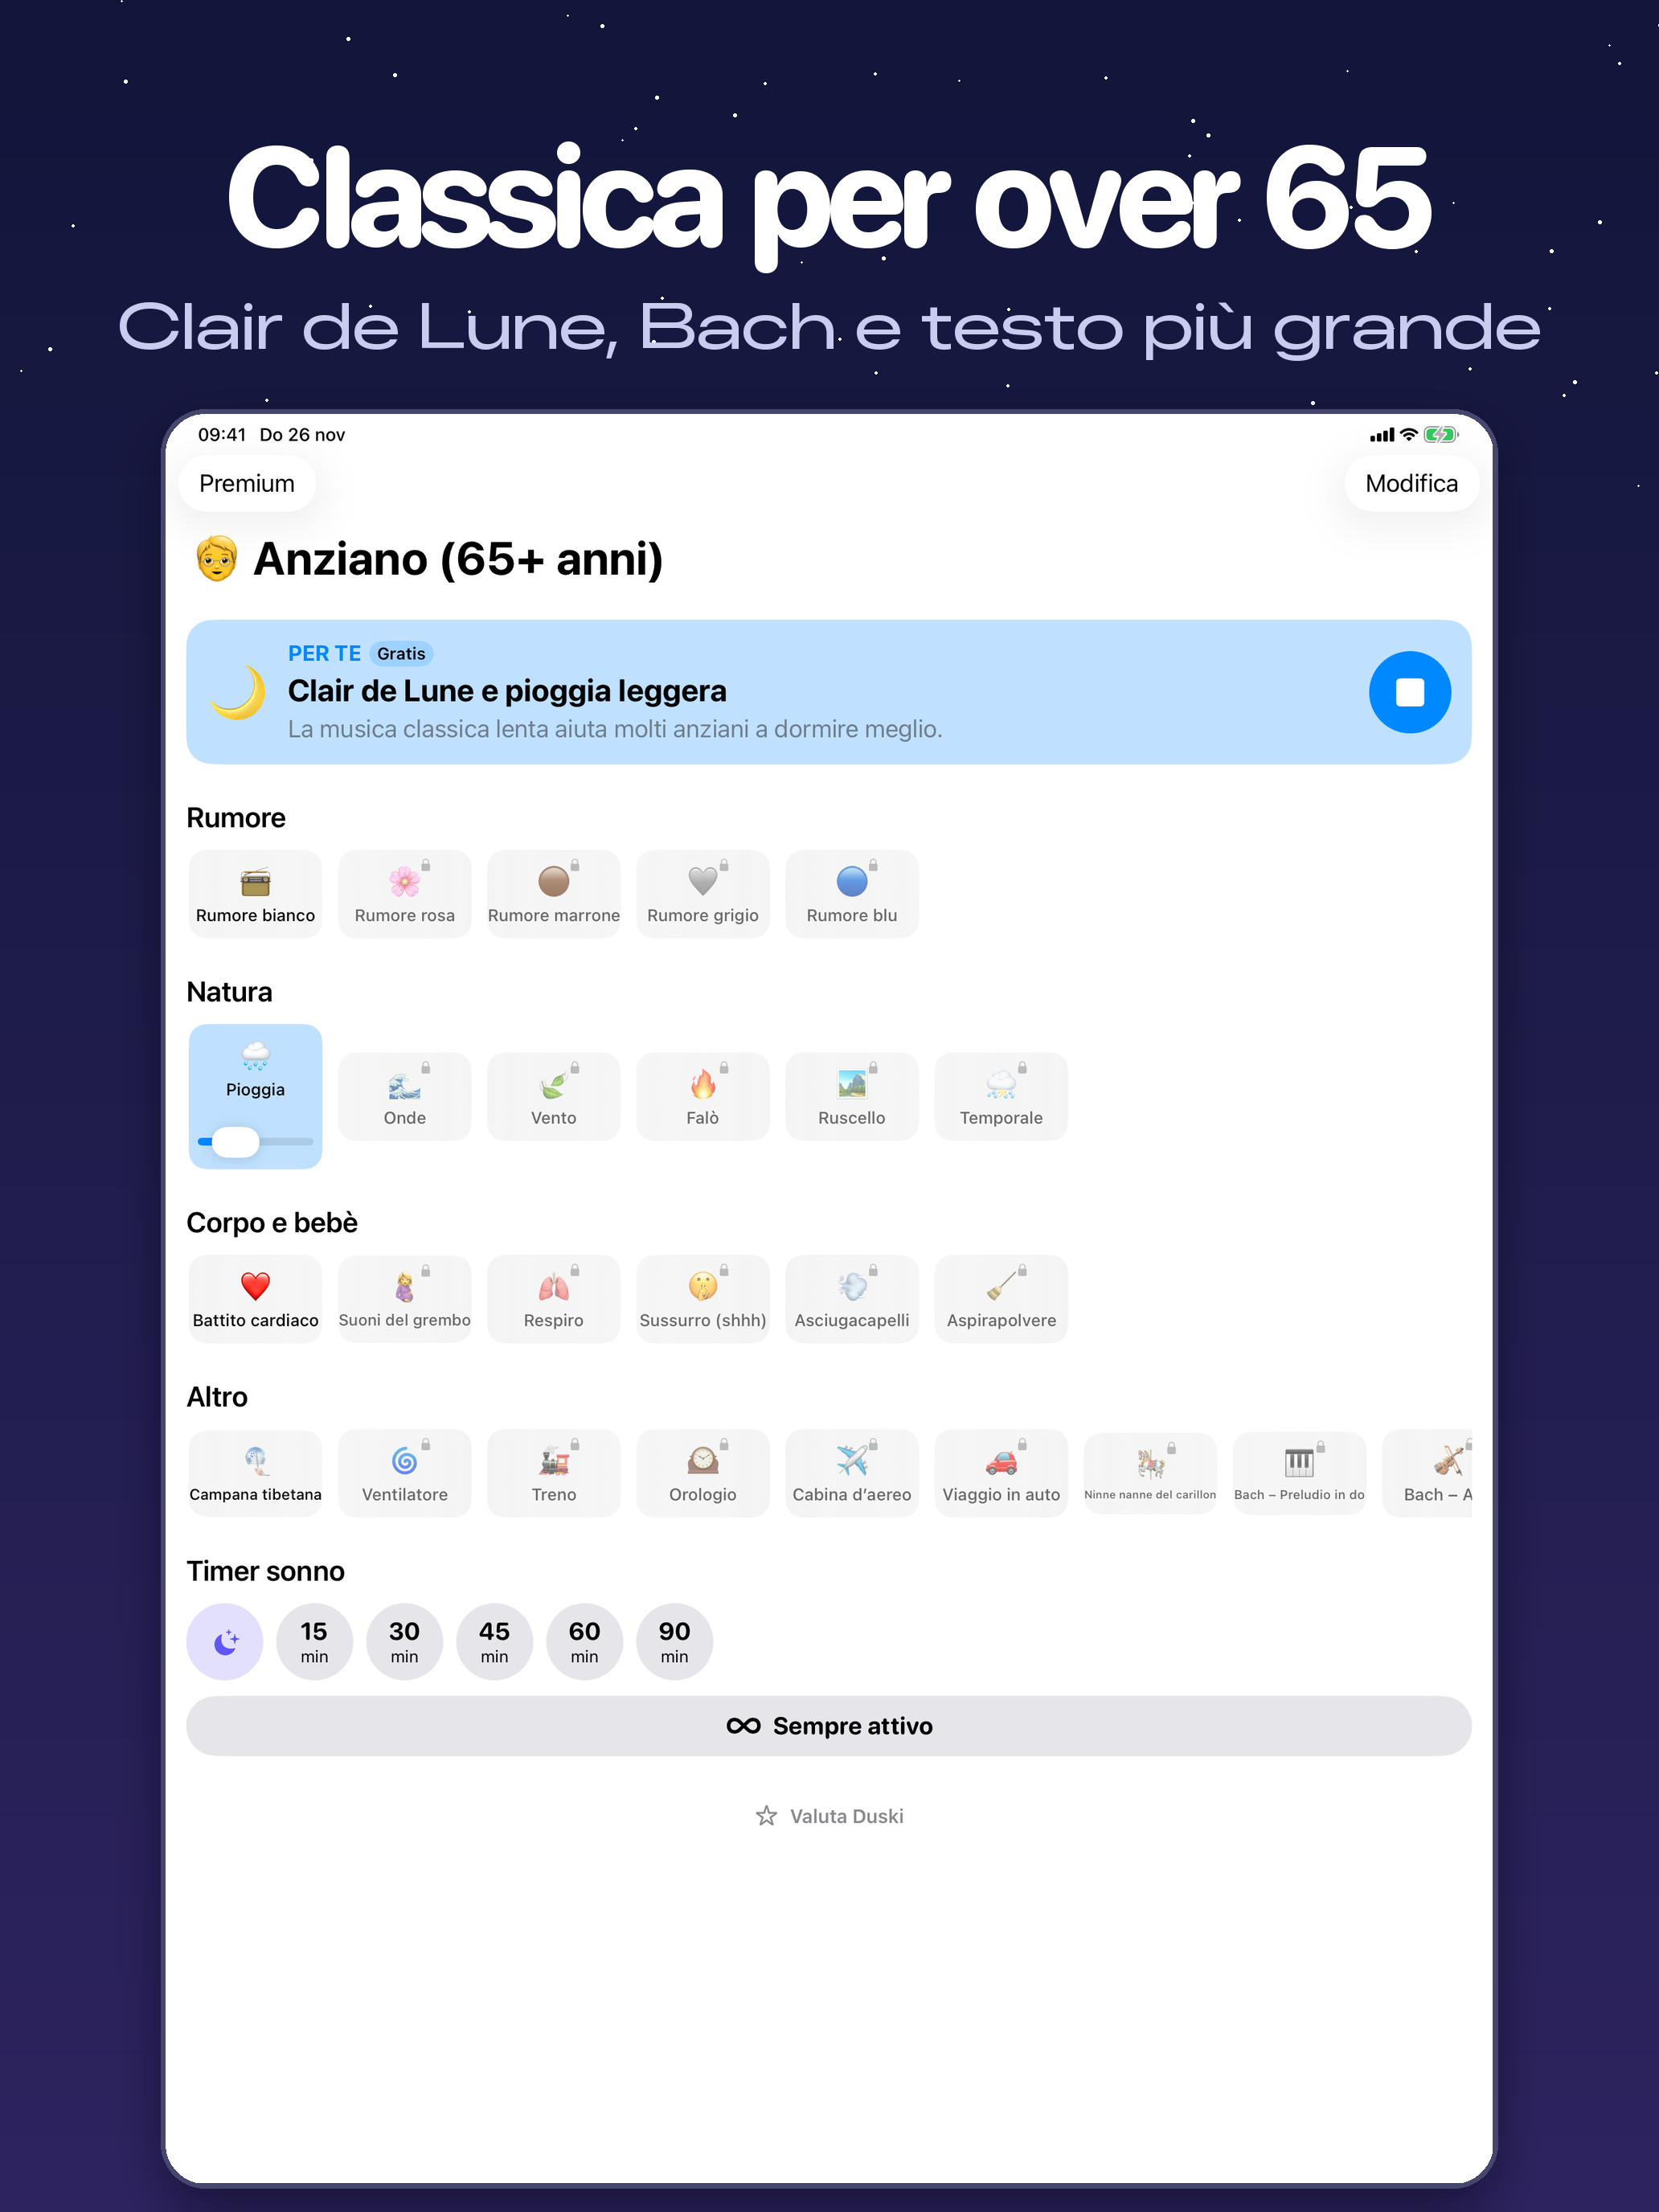 Classica per over 65
Clair de Lune, Bach e testo più grande
09:41 Do 26 nov
Premium
Modifica
Anziano (65+ anni)
PER TE Gratis
Clair de Lune e pioggia leggera
La musica classica lenta aiuta molti anziani a dormire meglio.
Rumore
Rumore bianco
Rumore rosa
Rumore marrone
Rumore grigio
Rumore blu
Natura
Pioggia
Onde
Vento
Falò
Ruscello
Temporale
Corpo e bebè
Battito cardiaco
Suoni del grembo
Respiro
Sussurro (shhh)
Asciugacapelli
Aspirapolvere
Altro
Campana tibetana
Ventilatore
Treno
Orologio
Cabina d’aereo
Viaggio in auto
Ninne nanne del carillon
Bach – Preludio in do
Bach – A
Timer sonno
15 min
30 min
45 min
60 min
90 min
Sempre attivo
Valuta Duski